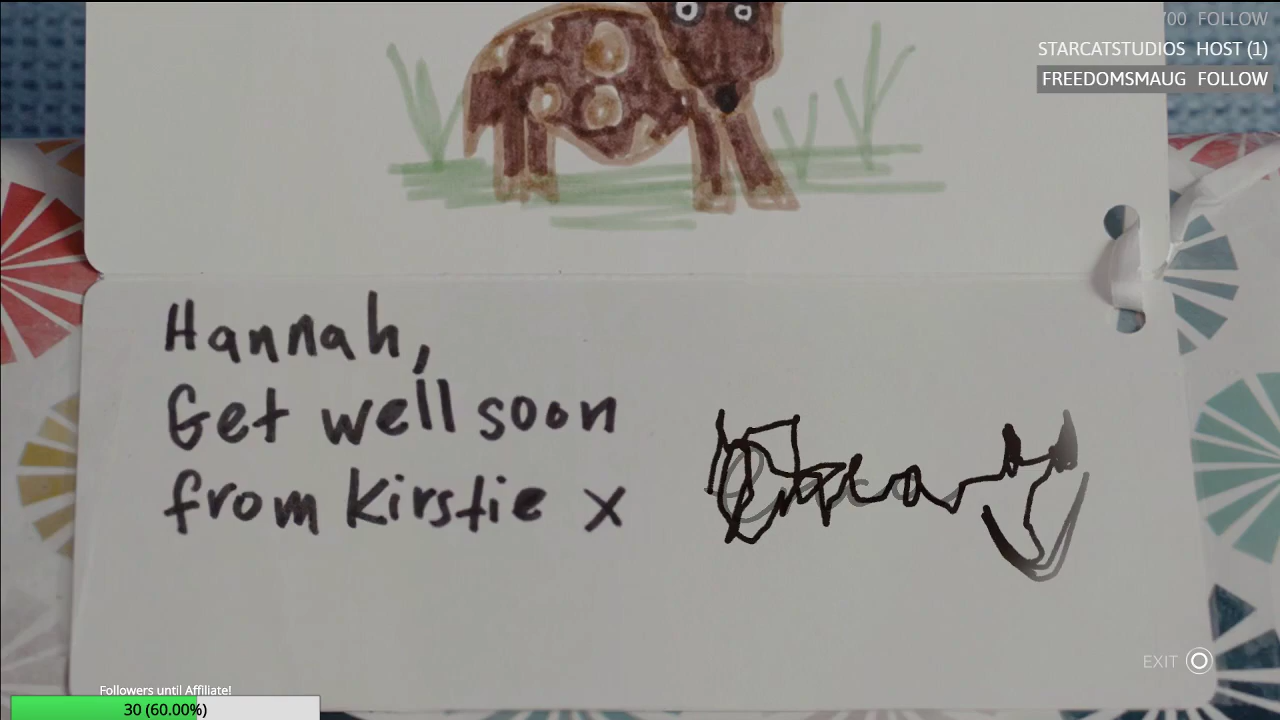 FOLLOW
STARCATSTUDIOS HOST (1)
FREEDOMSMAUG FOLLOW
Hannah,
Get well soon
from Kirstie x
EXIT
Followers until Affiliate!
30 (60.00%)